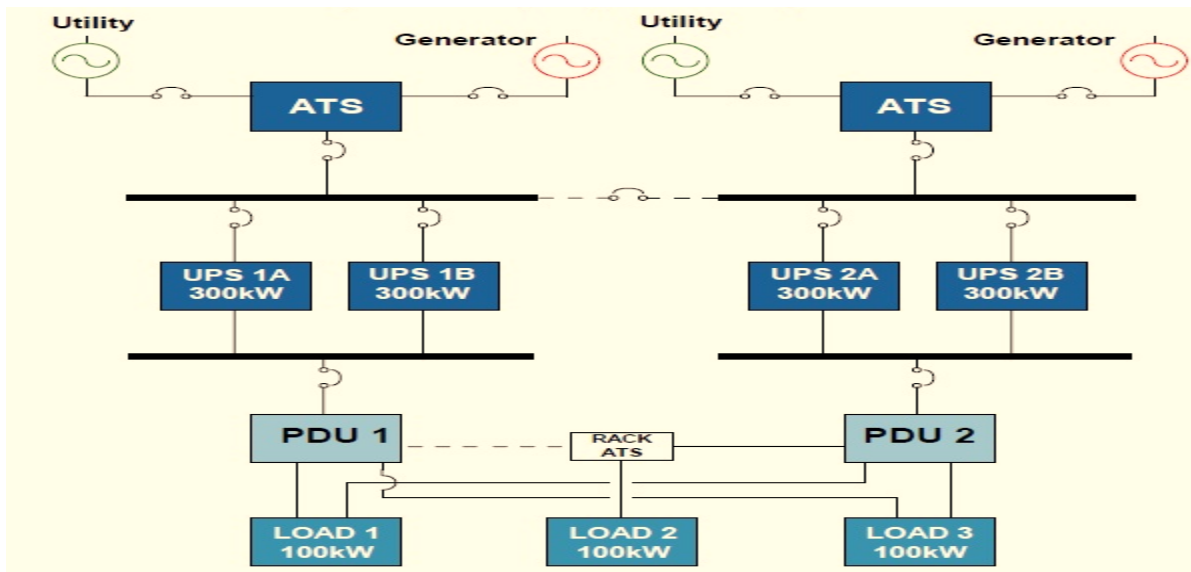 Utility
Generator
Utility
Generator
ATS
ATS
UPS 1A
300kW
UPS 1B
300kW
UPS 2A
300kW
UPS 2B
300kW
PDU 1
RACK
ATS
PDU 2
LOAD 1
100kW
LOAD 2
100kW
LOAD 3
100kW